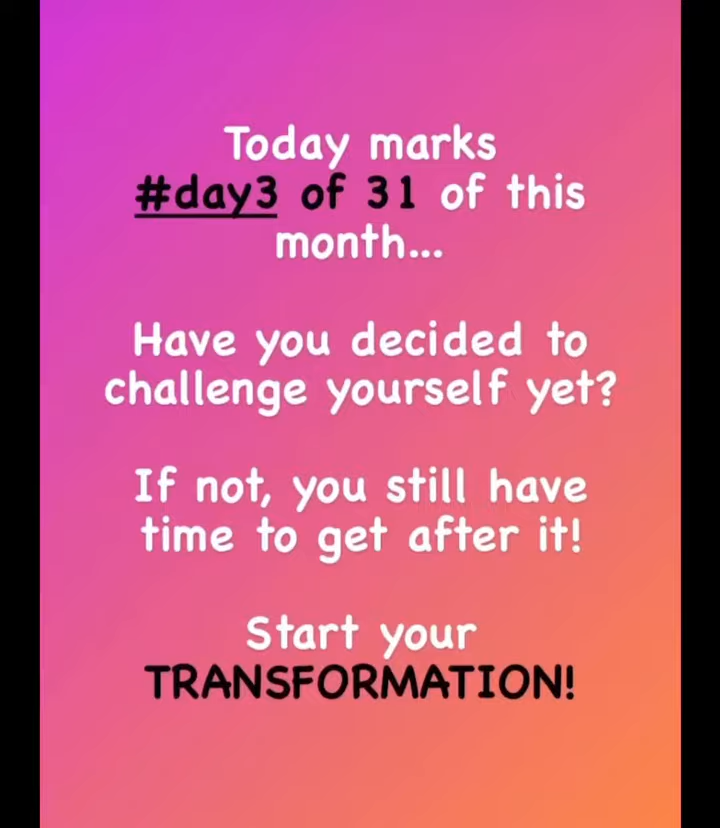 Today marks
#day3 of 31 of this
month...
Have you decided to
challenge yourself yet?
If not, you still have
time to get after it!
Start your
TRANSFORMATION!